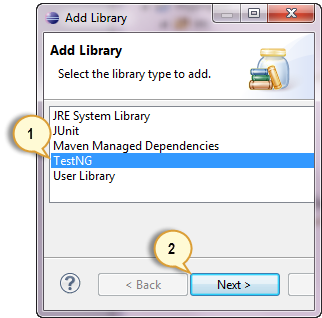 Add Library
Add Library
Select the library type to add.
JRE System Library
1
JUnit
Maven Managed Dependencies
TestNG
User Library
2
? < Back Next >